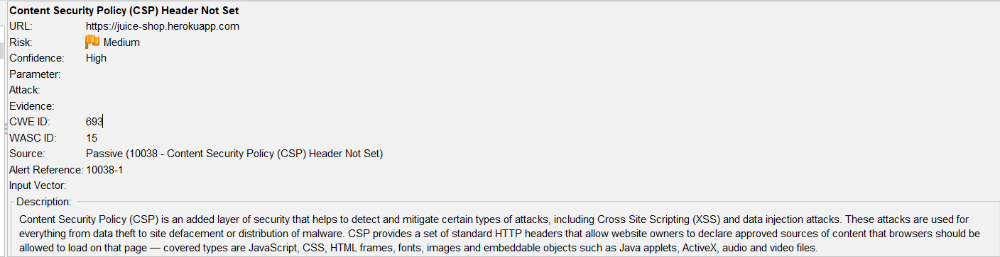 Content Security Policy (CSP) Header Not Set
URL: https://juice-shop.herokuapp.com
Risk: Medium
Confidence: High
Parameter:
Attack:
Evidence:
CWE ID: 693
WASC ID: 15
Source: Passive (10038 - Content Security Policy (CSP) Header Not Set)
Alert Reference: 10038-1
Input Vector:
Description:
Content Security Policy (CSP) is an added layer of security that helps to detect and mitigate certain types of attacks, including Cross Site Scripting (XSS) and data injection attacks. These attacks are used for
everything from data theft to site defacement or distribution of malware. CSP provides a set of standard HTTP headers that allow website owners to declare approved sources of content that browsers should be
allowed to load on that page — covered types are JavaScript, CSS, HTML frames, fonts, images and embeddable objects such as Java applets, ActiveX, audio and video files.